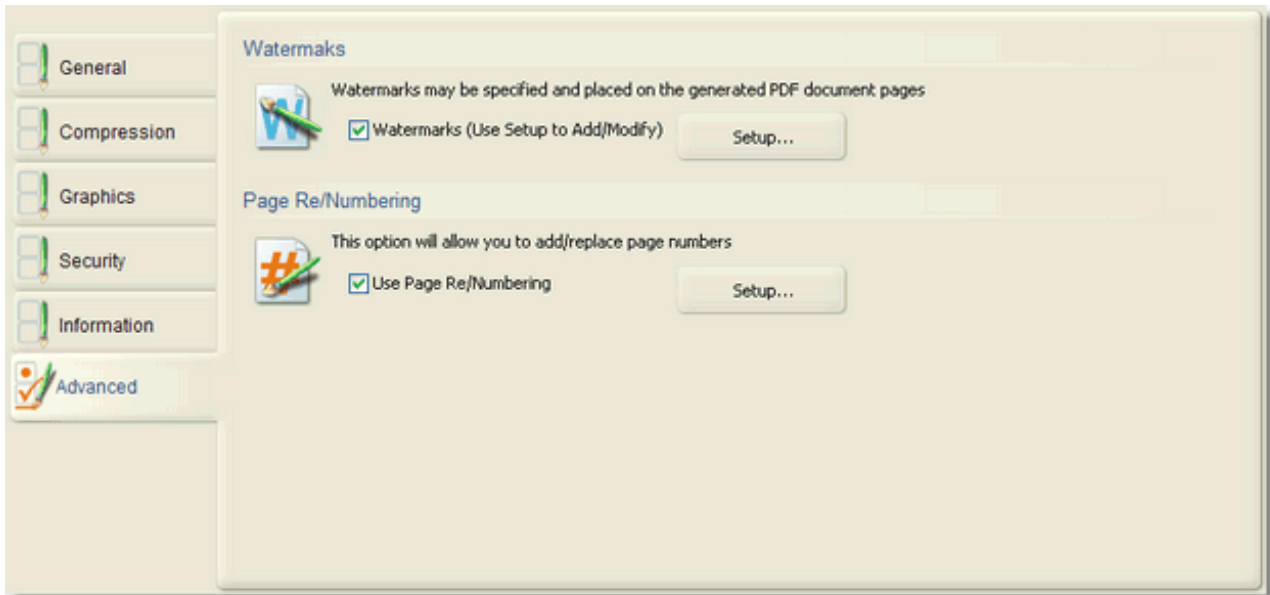 General
Compression
Graphics
Security
Information
Advanced
Watermaks
Watermarks may be specified and placed on the generated PDF document pages
Watermarks (Use Setup to Add/Modify)
Setup...
Page Re/Numbering
This option will allow you to add/replace page numbers
Use Page Re/Numbering
Setup...